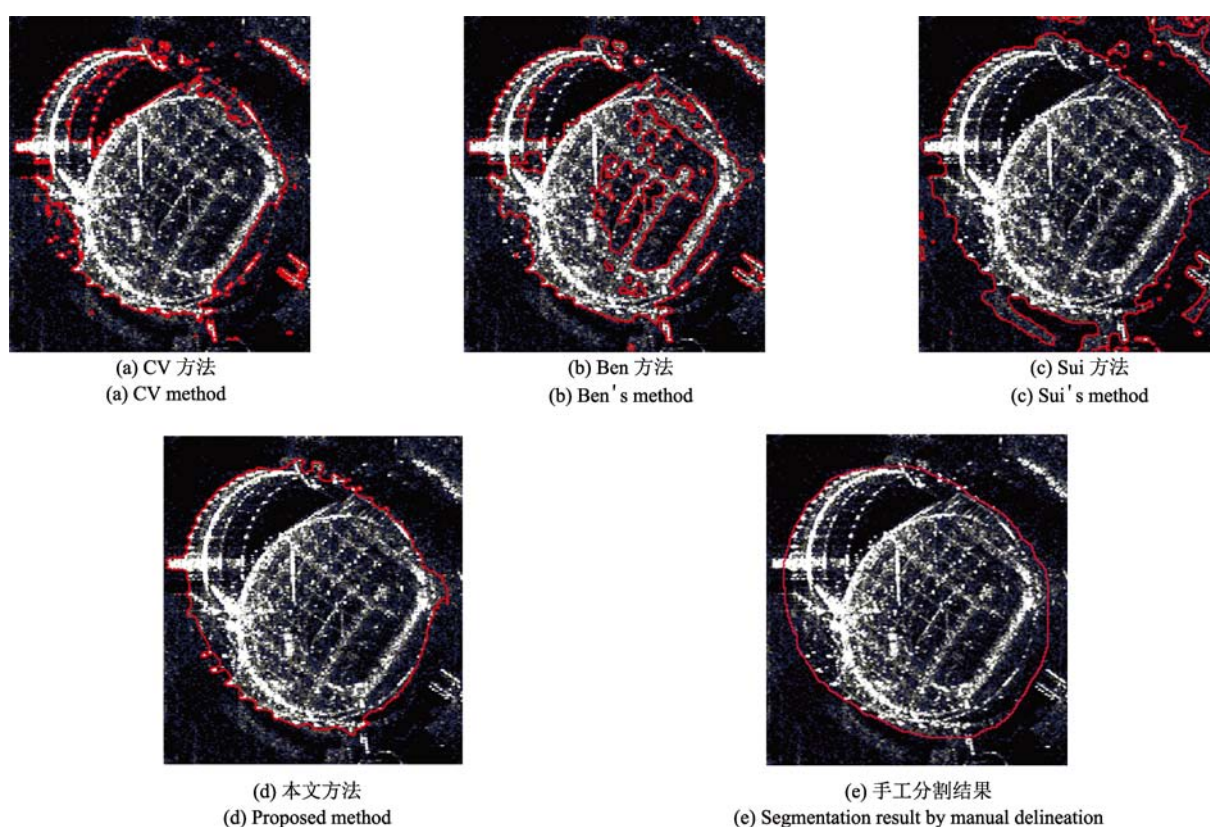 (a) CV 方法
(a) CV method
(b) Ben 方法
(b) Ben's method
(c) Sui 方法
(c) Sui's method
(d) 本文方法
(d) Proposed method
(e) 手工分割结果
(e) Segmentation result by manual delineation